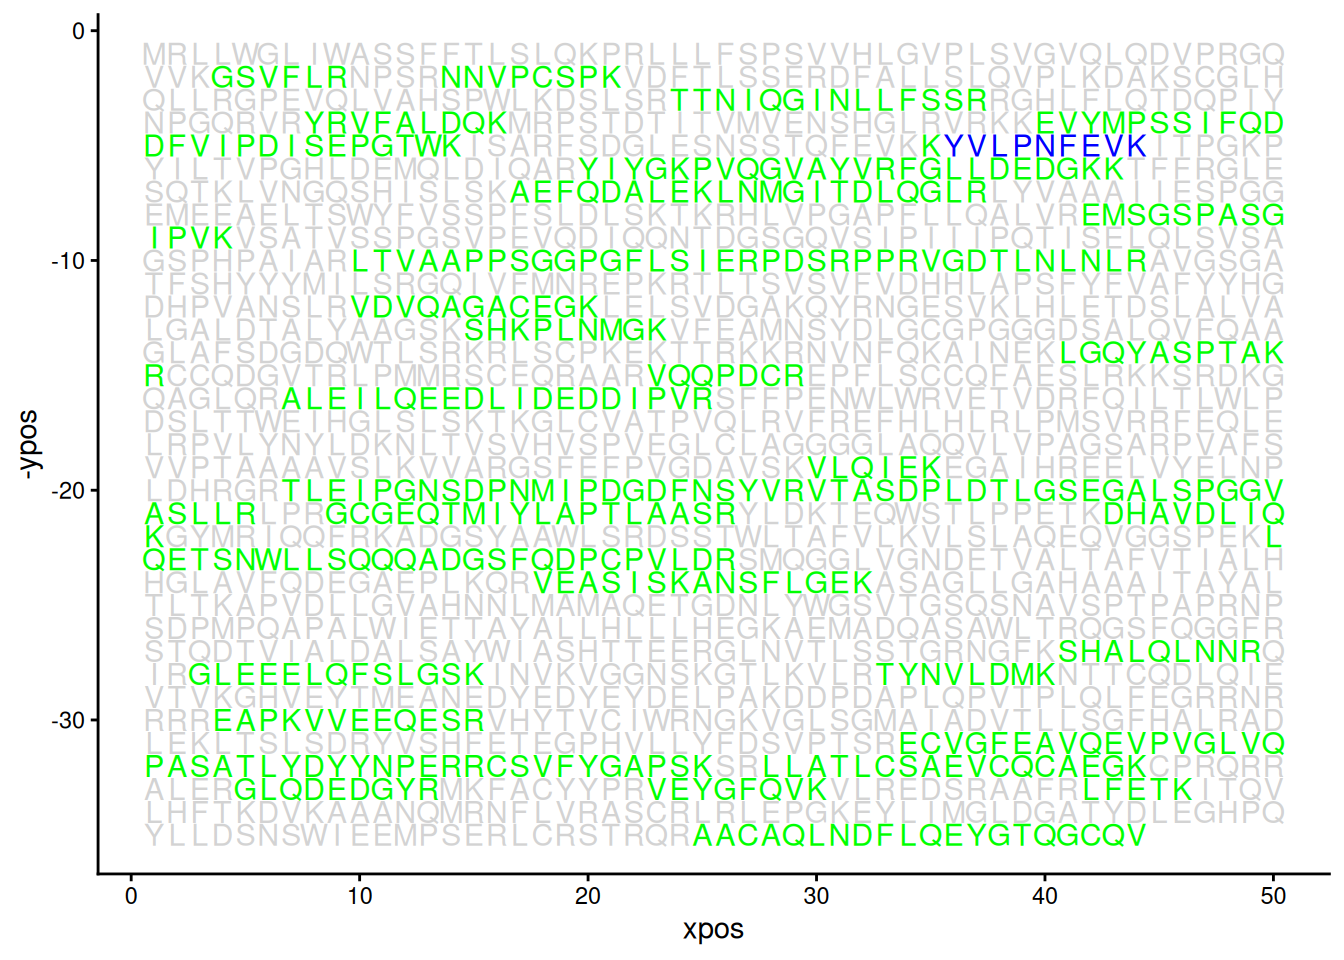 0
-10
-20
-30
-ypos
MRLLWGLIWASSFFTLSLQKPRLLLFSPSVVHLGVPLSVGVQLQDVPRGQ
VVKGSVFLRNPSRNNVPCSPKVDFTLSSERDFALLSLQVPLKDAKSCGLH
QLLRGPEVQLVAHSPWLKDSLSRTTNIQGINLLFSSRRGHLFLQTDQPIY
NPGQRVRYRVFALDQKMRPSTDTITVMVENSHGLRVRKKEVYMPSSIFQD
DFVIPDISEPGTWKISARFSDGLESNSSTQFEVKKYVLPNFEVKITPGKP
YILTVPGHLDEMQLDIQARYIYGKPVQGVAYVRFGLLDEDGKKTFFRGLE
SQTKLVNGQSHISLSKAEFQDALEKLNMGITDLQGLRLYVAAAIIESPGG
EMEEAELTSWYFVSSPFSLDLSKTKRHLVPGAPFLLQALVREMSGSPASG
IPVKVSATVSSPGSVPEVQDIQQNTDGSGQVSIPIIIPQTISELQLSVSA
GSPHPAIARLTVAAPPSGGPGFLSIERPDSRPPRVGDTLNLNLRAVGSGA
TFSHYYYMILSRGQIVFMNREPKRTLTSVSVFVDHHLAPSFYFVAFYYHG
DHPVANSLRVDVQAGACEGKLELSVDGAKQYRNGESVKLHLETDSLALVA
LGALDTALYAAGSKSHKPLNMGKVFEAMNSYDLGCGPGGGDSALQVFQAA
GLAFSDGDQWTLSRKRLSCPKEKTTRKKRNVNFQKAINEKLGQYASPTAK
RCCQDGVTRLPMMRSCEQRAARVQQPDCREPFLSCCQFAESLRKKSRDKG
QAGLQRALEILQEEDLIDEDDIPVRSFFPENWLWRVETVDRFQILTLWLP
DSLTTWEIHGLSLSKTKGLCVATPVQLRVFREFHLHLRLPMSVRRFEQLE
LRPVLYNYLDKNLTVSVHVSPVEGLCLAGGGGLAQQVLVPAGSARPVAFS
VVPTAAAAVSLKVVARGSFEFPVGDAVSKVLQIEKEGAIHREELVYELNP
LDHRGRTLEIPGNSDPNMIPDGDFNSYVRVTASDPLDTLGSEGALSPGGV
ASLLRLPRGCGEQTMIYLAPTLAASRYLDKTEQWSTLPPETKDHAVDLIQ
KGYMRIQQFRKADGSYAAWLSRDSSTWLTAFVLKVLSLAQEQVGGSPEKL
QETSNWLLSQQQADGSFQDPCPVLDRSMQGGLVGNDETVALTAFVTIALH
HGLAVFQDEGAEPLKQRVEASISKANSFLGEKASAGLLGAHAAAITAYAL
TLTKAPVDLLGVAHNNLMAMAQETGDNLYWGSVTGSQSNAVSPTPAPRNP
SDPMPQAPALWIETTAYALLHLLLHEGKAEMADQASAWLTRQGSFQGGFR
STQDTVIALDALSAYWIASHTTEERGLNVTLSSTGRNGFKSHALQLNNRQ
IRGLEEELQFSLGSKINVKVGGNSKGTLKVLRTYNVLDMKNTTCQDLQIE
VTVKGHVEYTMEANEDYEDYEYDELPAKDDPDAPLQPVTPLQLFEGRRNR
RRREAPKVVEEQESRVHYTVCIWRNGKVGLSGMAIADVTLLSGFHALRAD
LEKLTSLSDRYVSHFETEGPHVLLYFDSVPTSRECVGFEAVQEVPVGLVQ
PASATLYDYYNPERRCSVFYGAPSKSRLLATLCSAEVCQCAEGKCPRQRR
ALERGLQDEDGYRMKFACYYPRVEYGFQVKVLREDSRAAFRLFETKITQV
LHFTKDVKAAANQMRNFLVRASCRLRLEPGKEYLIMGLDGATYDLEGHPQ
YLLDSNSWIEEMPSERLCRSTRQRAACAQLNDFLQEYGTQGCQV
0 10 20 30 40 50
xpos